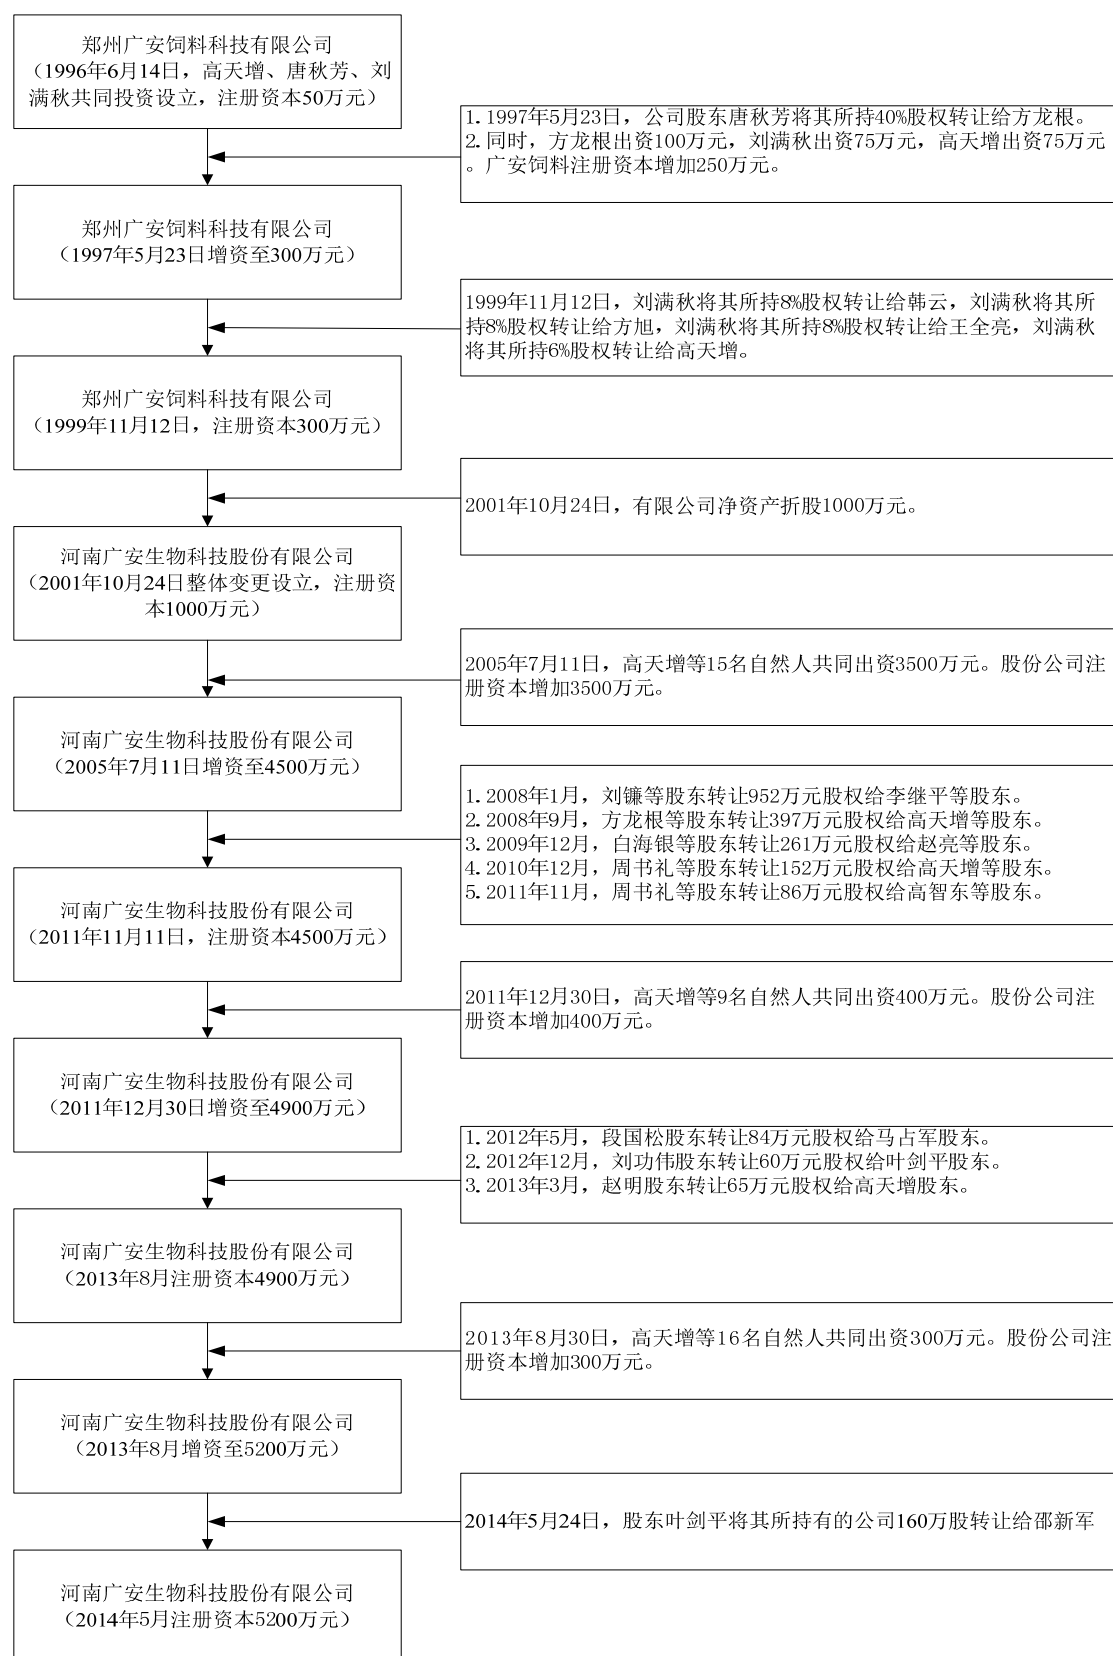 郑州广安饲料科技有限公司
（1996年6月14日，高天增、唐秋芳、刘
满秋共同投资设立，注册资本50万元）
1.1997年5月23日，公司股东唐秋芳将其所持40%股权转让给方龙根。
2.同时，方龙根出资100万元，刘满秋出资75万元，高天增出资75万元
。广安饲料注册资本增加250万元。
郑州广安饲料科技有限公司
（1997年5月23日增资至300万元）
1999年11月12日，刘满秋将其所持8%股权转让给韩云，刘满秋将其所
持8%股权转让给方旭，刘满秋将其所持8%股权转让给王全亮，刘满秋
将其所持6%股权转让给高天增。
郑州广安饲料科技有限公司
（1999年11月12日，注册资本300万元）
2001年10月24日，有限公司净资产折股1000万元。
河南广安生物科技股份有限公司
（2001年10月24日整体变更设立，注册资
本1000万元）
2005年7月11日，高天增等15名自然人共同出资3500万元。股份公司注
册资本增加3500万元。
河南广安生物科技股份有限公司
（2005年7月11日增资至4500万元）
1.2008年1月，刘镰等股东转让952万元股权给李继平等股东。
2.2008年9月，方龙根等股东转让397万元股权给高天增等股东。
3.2009年12月，白海银等股东转让261万元股权给赵亮等股东。
4.2010年12月，周书礼等股东转让152万元股权给高天增等股东。
5.2011年11月，周书礼等股东转让86万元股权给高智东等股东。
河南广安生物科技股份有限公司
（2011年11月11日，注册资本4500万元）
2011年12月30日，高天增等9名自然人共同出资400万元。股份公司注
册资本增加400万元。
河南广安生物科技股份有限公司
（2011年12月30日增资至4900万元）
1.2012年5月，段国松股东转让84万元股权给马占军股东。
2.2012年12月，刘功伟股东转让60万元股权给叶剑平股东。
3.2013年3月，赵明股东转让65万元股权给高天增股东。
河南广安生物科技股份有限公司
（2013年8月注册资本4900万元）
2013年8月30日，高天增等16名自然人共同出资300万元。股份公司注
册资本增加300万元。
河南广安生物科技股份有限公司
（2013年8月增资至5200万元）
2014年5月24日，股东叶剑平将其所持有的公司160万股转让给邵新军
河南广安生物科技股份有限公司
（2014年5月注册资本5200万元）